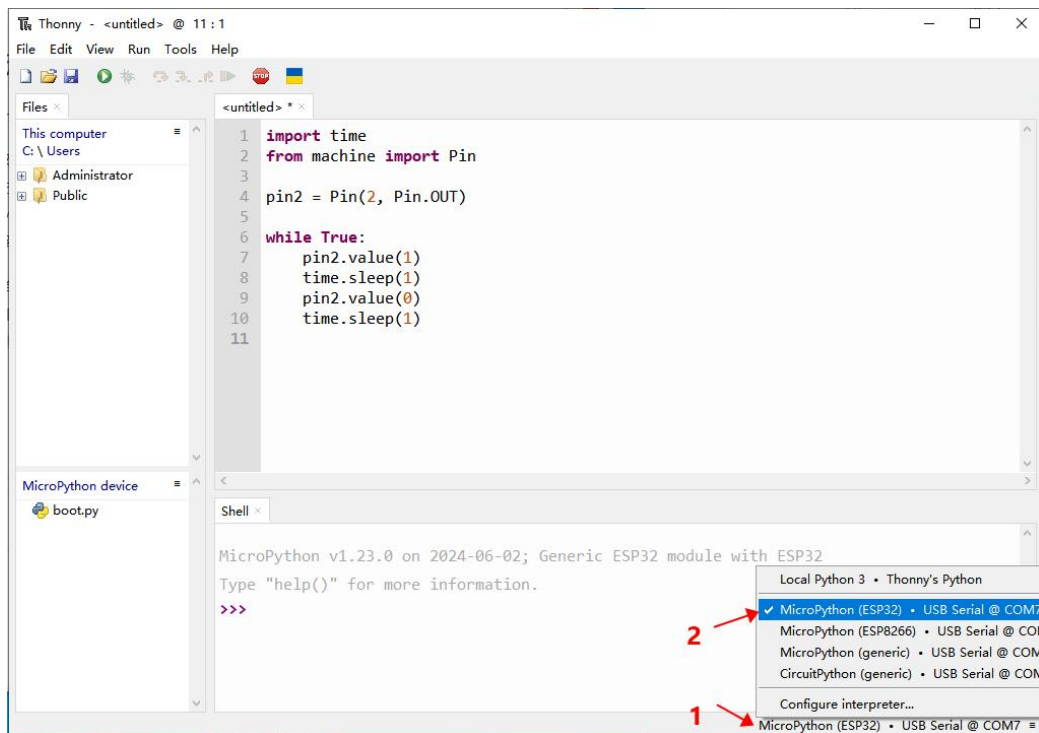 Thonny - <untitled> @ 11 : 1
File Edit View Run Tools Help
STOP
Files ×
This computer
C: \ Users
Administrator
Public
MicroPython device
boot.py
<untitled> * ×
1 import time
2 from machine import Pin
3
4 pin2 = Pin(2, Pin.OUT)
5
6 while True:
7     pin2.value(1)
8     time.sleep(1)
9     pin2.value(0)
10     time.sleep(1)
11
Shell ×
MicroPython v1.23.0 on 2024-06-02; Generic ESP32 module with ESP32
Type "help()" for more information.
>>>
Local Python 3 • Thonny's Python
2 ✓ MicroPython (ESP32) • USB Serial @ COM7
MicroPython (ESP8266) • USB Serial @ CO
MicroPython (generic) • USB Serial @ COM
CircuitPython (generic) • USB Serial @ COM
Configure interpreter...
1 MicroPython (ESP32) • USB Serial @ COM7 ≡